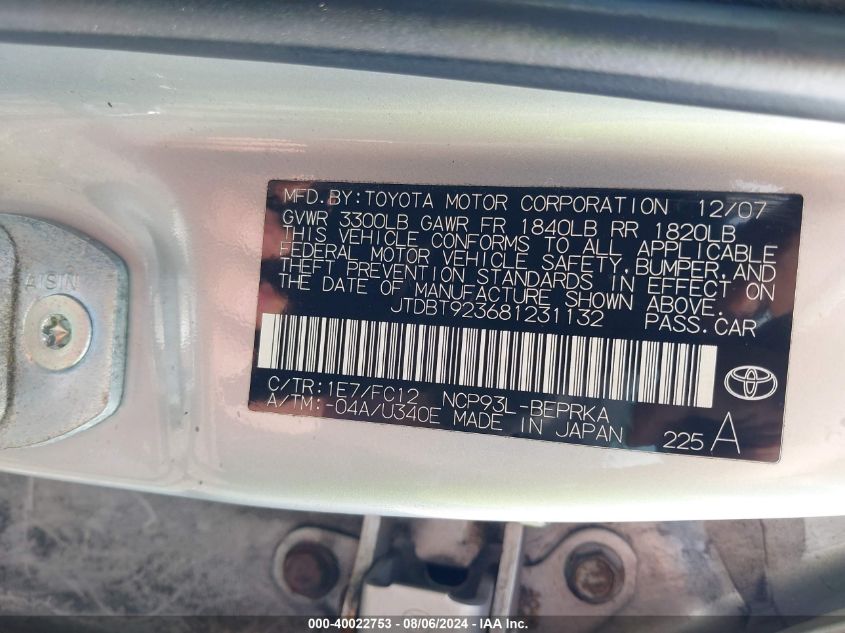 MFD.BY:TOYOTA MOTOR CORPORATION 12/07
GVWR 3300LB GAWR FR 1840LB RR 1820LB
THIS VEHICLE CONFORMS TO ALL APPLICABLE
FEDERAL MOTOR VEHICLE SAFETY,BUMPER,AND
THEFT PREVENTION STANDARDS IN EFFECT ON
THE DATE OF MANUFACTURE SHOWN ABOVE.
JTDBT923681231132 PASS.CAR
C/TR:1E7/FC12 NCP93L-BEPRKA
A/TM:-04A/U340E MADE IN JAPAN 225 A
AISIN
000-40022753 - 08/06/2024 - IAA Inc.